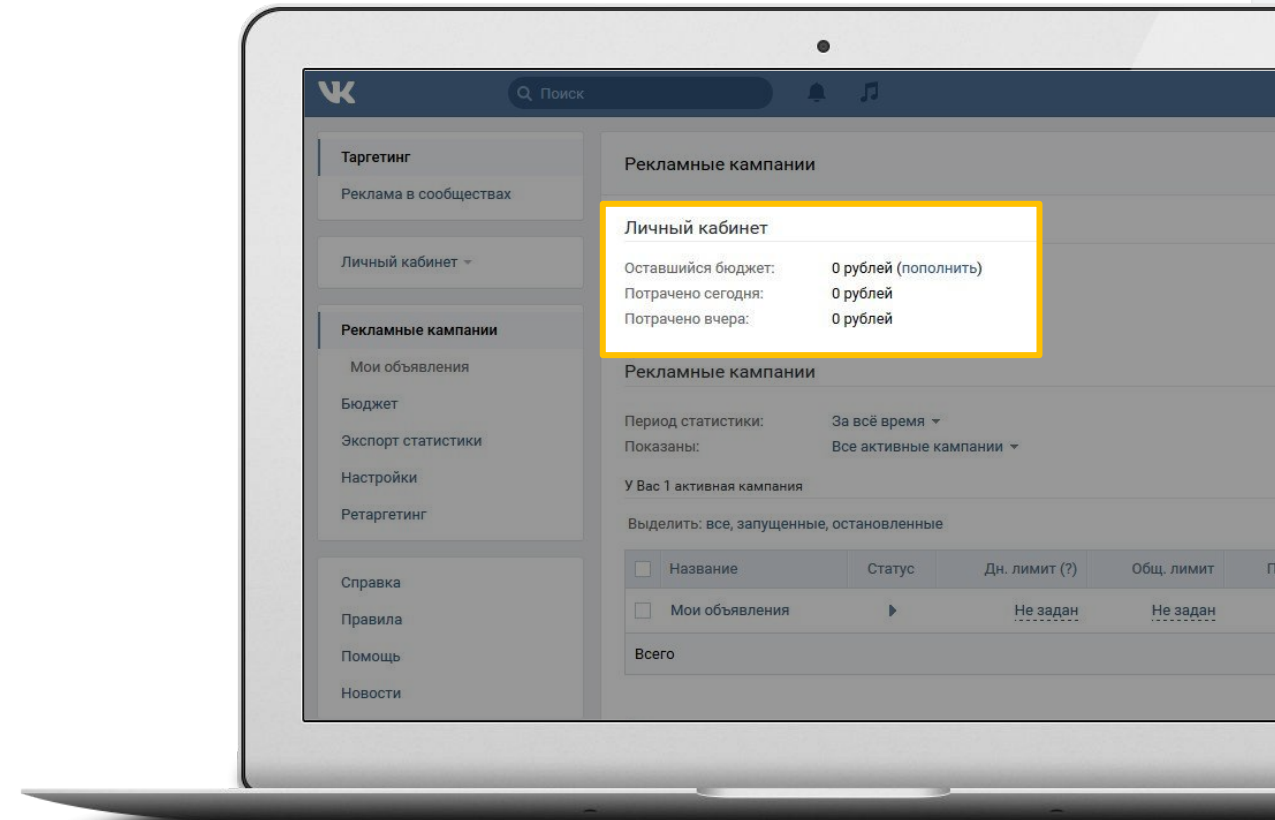 VK
Поиск
Таргетинг
Реклама в сообществах
Личный кабинет
Рекламные кампании
Мои объявления
Бюджет
Экспорт статистики
Настройки
Ретаргетинг
Справка
Правила
Помощь
Новости
Рекламные кампании
Личный кабинет
Оставшийся бюджет: 0 рублей (пополнить)
Потрачено сегодня: 0 рублей
Потрачено вчера: 0 рублей
Рекламные кампании
Период статистики: За всё время
Показаны: Все активные кампании
У Вас 1 активная кампания
Выделить: все, запущенные, остановленные
Название Статус Дн. лимит (?) Общ. лимит
Мои объявления Не задан Не задан
Всего